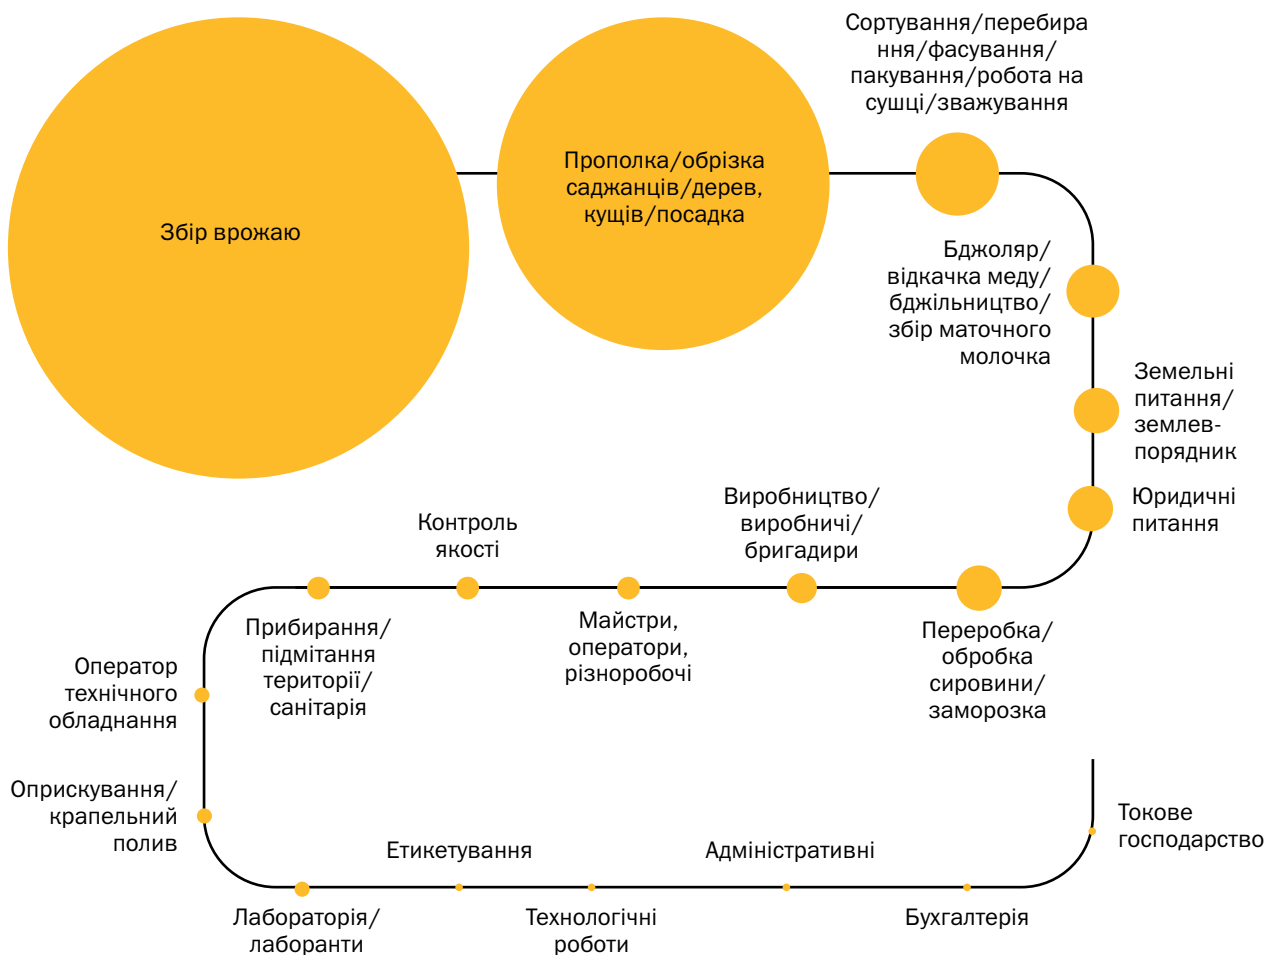 Збір врожаю
Прополка/обрізка
саджанців/дерев,
кущів/посадка
Сортування/перебира
ння/фасування/
пакування/робота на
сушці/зважування
Бджоляр/
відкачка меду/
бджільництво/
збір маточного
молочка
Земельні
питання/
землев-
порядник
Юридичні
питання
Переробка/
обробка
сировини/
заморозка
Виробництво/
виробничі/
бригадири
Майстри,
оператори,
різноробочі
Контроль
якості
Прибирання/
підмітання
території/
санітарія
Оператор
технічного
обладнання
Оприскування/
крапельний
полив
Лабораторія/
лаборанти
Етикетування
Технологічні
роботи
Адміністративні
Бухгалтерія
Токове
господарство